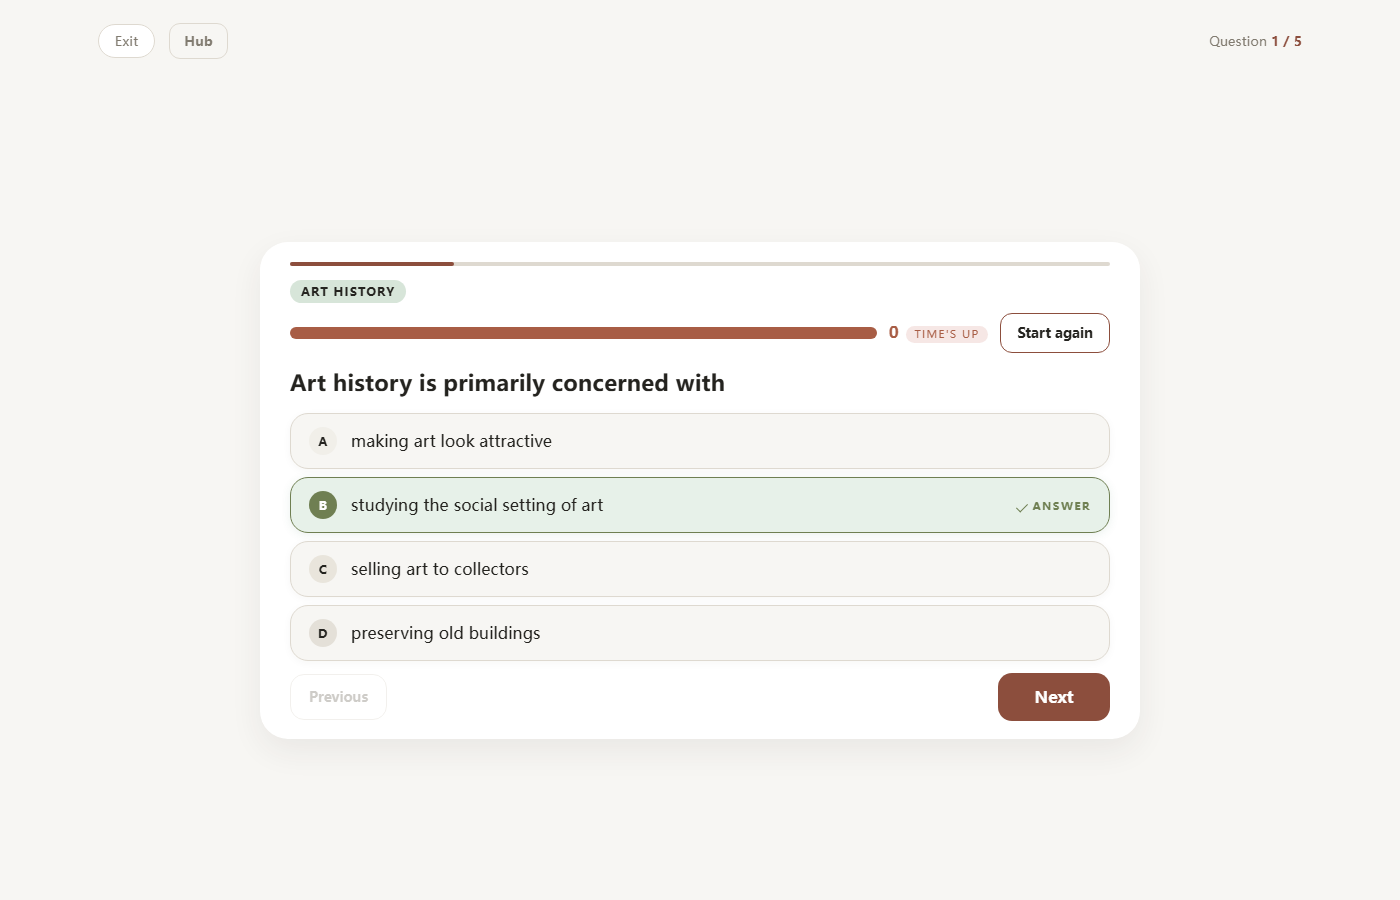 Exit
Hub
Question 1 / 5
ART HISTORY
0 TIME'S UP
Start again
Art history is primarily concerned with
A making art look attractive
B studying the social setting of art
ANSWER
C selling art to collectors
D preserving old buildings
Previous
Next